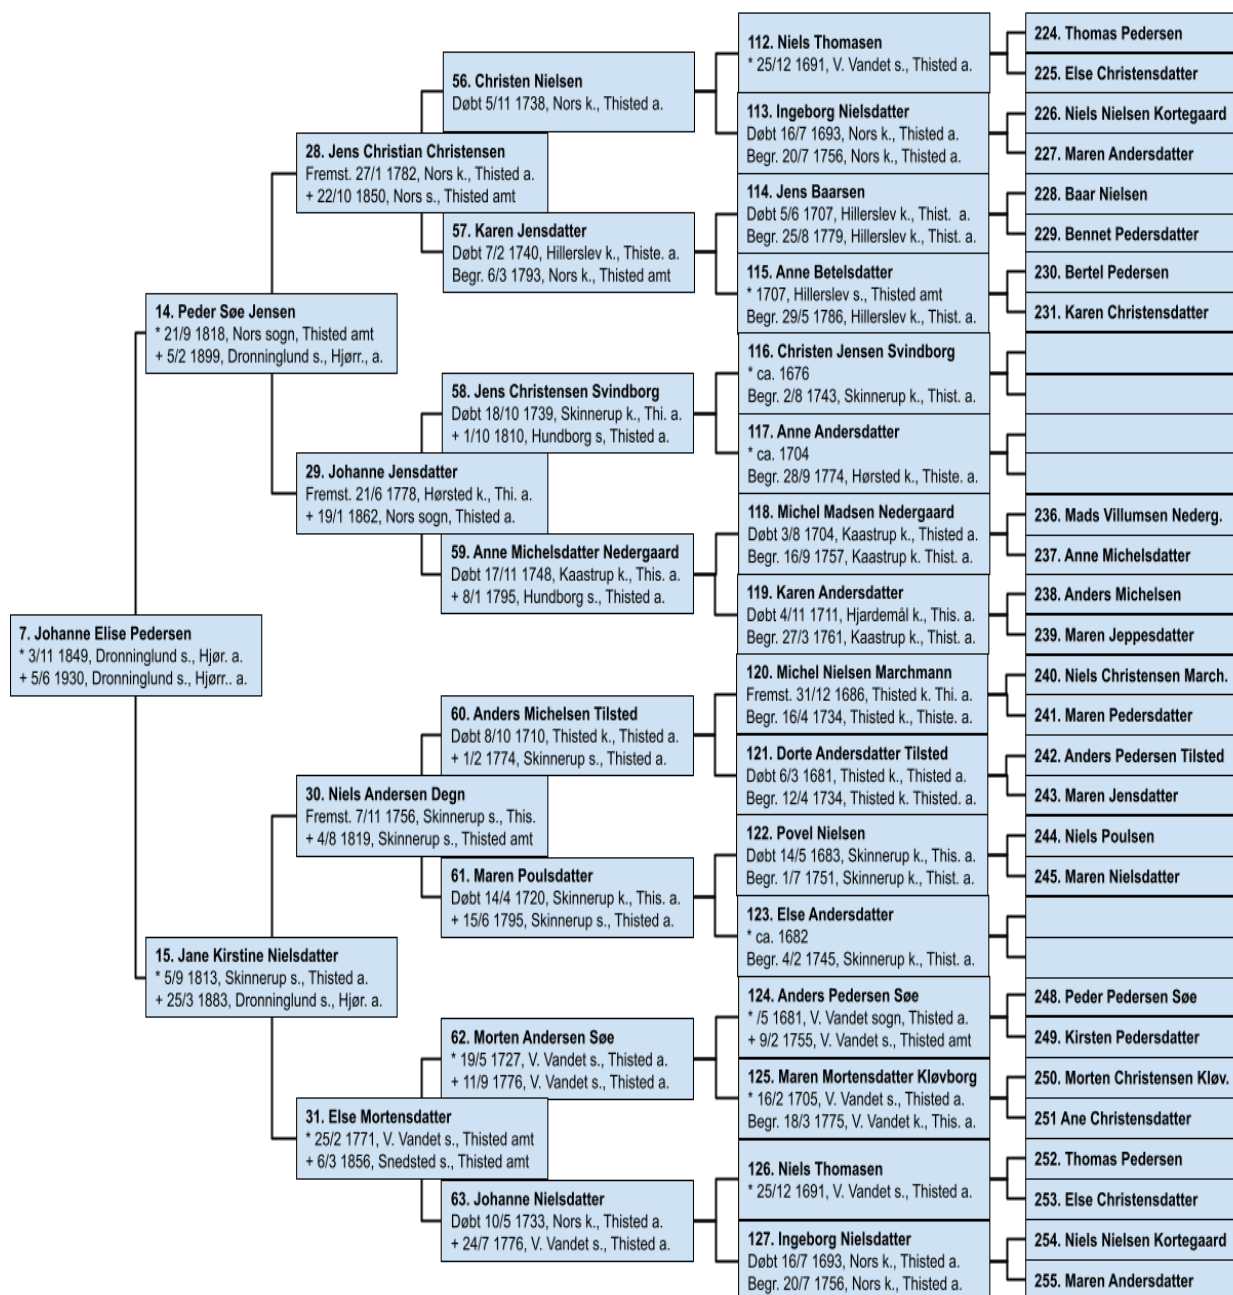 7. Johanne Elise Pedersen
* 3/11 1849, Dronninglund s., Hjør. a.
+ 5/6 1930, Dronninglund s., Hjørr.. a.
14. Peder Søe Jensen
* 21/9 1818, Nors sogn, Thisted amt
+ 5/2 1899, Dronninglund s., Hjørr., a.
15. Jane Kirstine Nielsdatter
* 5/9 1813, Skinnerup s., Thisted a.
+ 25/3 1883, Dronninglund s., Hjør. a.
28. Jens Christian Christensen
Fremst. 27/1 1782, Nors k., Thisted a.
+ 22/10 1850, Nors s., Thisted amt
29. Johanne Jensdatter
Fremst. 21/6 1778, Hørsted k., Thi. a.
+ 19/1 1862, Nors sogn, Thisted a.
30. Niels Andersen Degn
Fremst. 7/11 1756, Skinnerup s., This.
+ 4/8 1819, Skinnerup s., Thisted amt
31. Else Mortensdatter
* 25/2 1771, V. Vandet s., Thisted amt
+ 6/3 1856, Snedsted s., Thisted amt
56. Christen Nielsen
Døbt 5/11 1738, Nors k., Thisted a.
57. Karen Jensdatter
Døbt 7/2 1740, Hillerslev k., Thiste. a.
Begr. 6/3 1793, Nors k., Thisted amt
58. Jens Christensen Svindborg
Døbt 18/10 1739, Skinnerup k., Thi. a.
+ 1/10 1810, Hundborg s, Thisted a.
59. Anne Michelsdatter Nedergaard
Døbt 17/11 1748, Kaastrup k., This. a.
+ 8/1 1795, Hundborg s., Thisted a.
60. Anders Michelsen Tilsted
Døbt 8/10 1710, Thisted k., Thisted a.
+ 1/2 1774, Skinnerup s., Thisted a.
61. Maren Poulsdatter
Døbt 14/4 1720, Skinnerup k., This. a.
+ 15/6 1795, Skinnerup s., Thisted a.
62. Morten Andersen Søe
* 19/5 1727, V. Vandet s., Thisted a.
+ 11/9 1776, V. Vandet s., Thisted a.
63. Johanne Nielsdatter
Døbt 10/5 1733, Nors k., Thisted a.
+ 24/7 1776, V. Vandet s., Thisted a.
112. Niels Thomasen
* 25/12 1691, V. Vandet s., Thisted a.
113. Ingeborg Nielsdatter
Døbt 16/7 1693, Nors k., Thisted a.
Begr. 20/7 1756, Nors k., Thisted a.
114. Jens Baarsen
Døbt 5/6 1707, Hillerslev k., Thist. a.
Begr. 25/8 1779, Hillerslev k., Thist. a.
115. Anne Betelsdatter
* 1707, Hillerslev s., Thisted amt
Begr. 29/5 1786, Hillerslev k., Thist. a.
116. Christen Jensen Svindborg
* ca. 1676
Begr. 2/8 1743, Skinnerup k., Thist. a.
117. Anne Andersdatter
* ca. 1704
Begr. 28/9 1774, Hørsted k., Thiste. a.
118. Michel Madsen Nedergaard
Døbt 3/8 1704, Kaastrup k., Thisted a.
Begr. 16/9 1757, Kaastrup k. Thist. a.
119. Karen Andersdatter
Døbt 4/11 1711, Hjardemål k., This. a.
Begr. 27/3 1761, Kaastrup k., Thist. a.
120. Michel Nielsen Marchmann
Fremst. 31/12 1686, Thisted k. Thi. a.
Begr. 16/4 1734, Thisted k., Thiste. a.
121. Dorte Andersdatter Tilsted
Døbt 6/3 1681, Thisted k., Thisted a.
Begr. 12/4 1734, Thisted k. Thisted. a.
122. Povel Nielsen
Døbt 14/5 1683, Skinnerup k., This. a.
Begr. 1/7 1751, Skinnerup k., Thist. a.
123. Else Andersdatter
* ca. 1682
Begr. 4/2 1745, Skinnerup k., Thist. a.
124. Anders Pedersen Søe
* /5 1681, V. Vandet sogn, Thisted a.
+ 9/2 1755, V. Vandet s., Thisted amt
125. Maren Mortensdatter Kløvborg
* 16/2 1705, V. Vandet s., Thisted a.
Begr. 18/3 1775, V. Vandet k., This. a.
126. Niels Thomasen
* 25/12 1691, V. Vandet s., Thisted a.
127. Ingeborg Nielsdatter
Døbt 16/7 1693, Nors k., Thisted a.
Begr. 20/7 1756, Nors k., Thisted a.
224. Thomas Pedersen
225. Else Christensdatter
226. Niels Nielsen Kortegaard
227. Maren Andersdatter
228. Baar Nielsen
229. Bennet Pedersdatter
230. Bertel Pedersen
231. Karen Christensdatter
236. Mads Villumsen Nederg.
237. Anne Michelsdatter
238. Anders Michelsen
239. Maren Jeppesdatter
240. Niels Christensen March.
241. Maren Pedersdatter
242. Anders Pedersen Tilsted
243. Maren Jensdatter
244. Niels Poulsen
245. Maren Nielsdatter
248. Peder Pedersen Søe
249. Kirsten Pedersdatter
250. Morten Christensen Kløv.
251 Ane Christensdatter
252. Thomas Pedersen
253. Else Christensdatter
254. Niels Nielsen Kortegaard
255. Maren Andersdatter